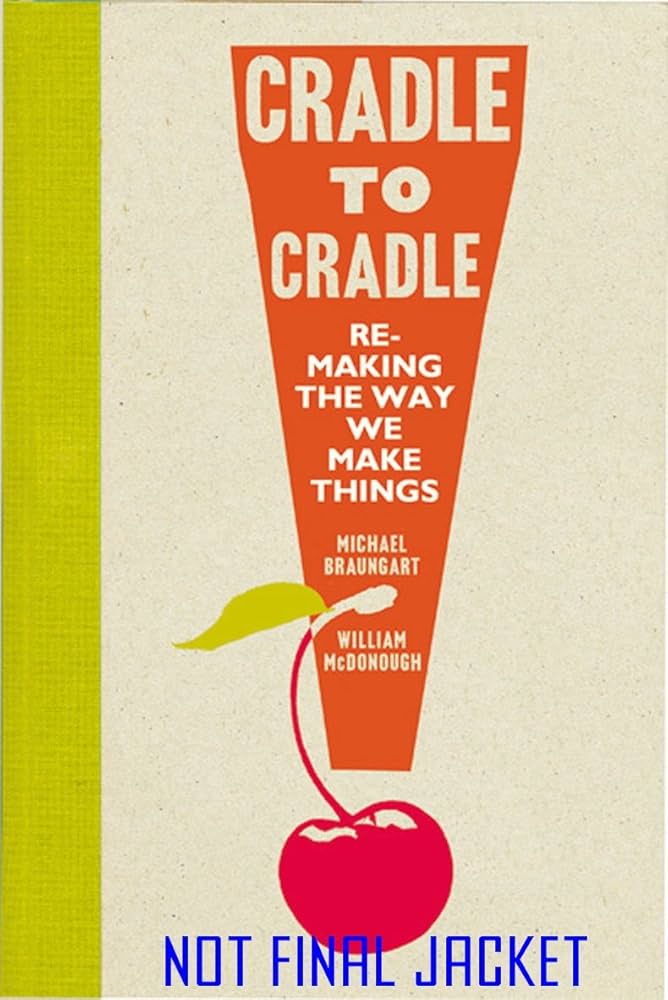 CRADLE
TO
CRADLE
RE-
MAKING
THE WAY
WE
MAKE
THINGS
MICHAEL
BRAUNGART
WILLIAM
McDONOUGH
NOT FINAL JACKET